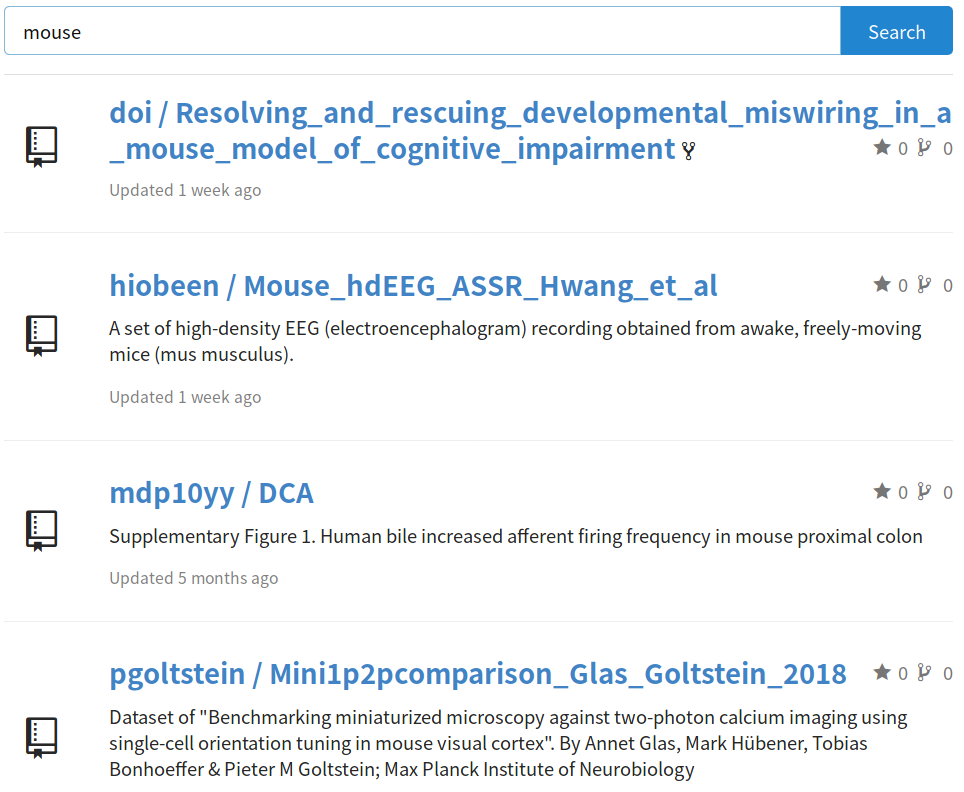 mouse
Search
doi / Resolving_and_rescuing_developmental_miswiring_in_a
_mouse_model_of_cognitive_impairment
0 0
Updated 1 week ago
hiobeen / Mouse_hdEEG_ASSR_Hwang_et_al
0 0
A set of high-density EEG (electroencephalogram) recording obtained from awake, freely-moving
mice (mus musculus).
Updated 1 week ago
mdp10yy / DCA
0 0
Supplementary Figure 1. Human bile increased afferent firing frequency in mouse proximal colon
Updated 5 months ago
pgoltstein / Mini1p2pcomparison_Glas_Goltstein_2018
0 0
Dataset of "Benchmarking miniaturized microscopy against two-photon calcium imaging using
single-cell orientation tuning in mouse visual cortex". By Annet Glas, Mark Hübener, Tobias
Bonhoeffer & Pieter M Goltstein; Max Planck Institute of Neurobiology